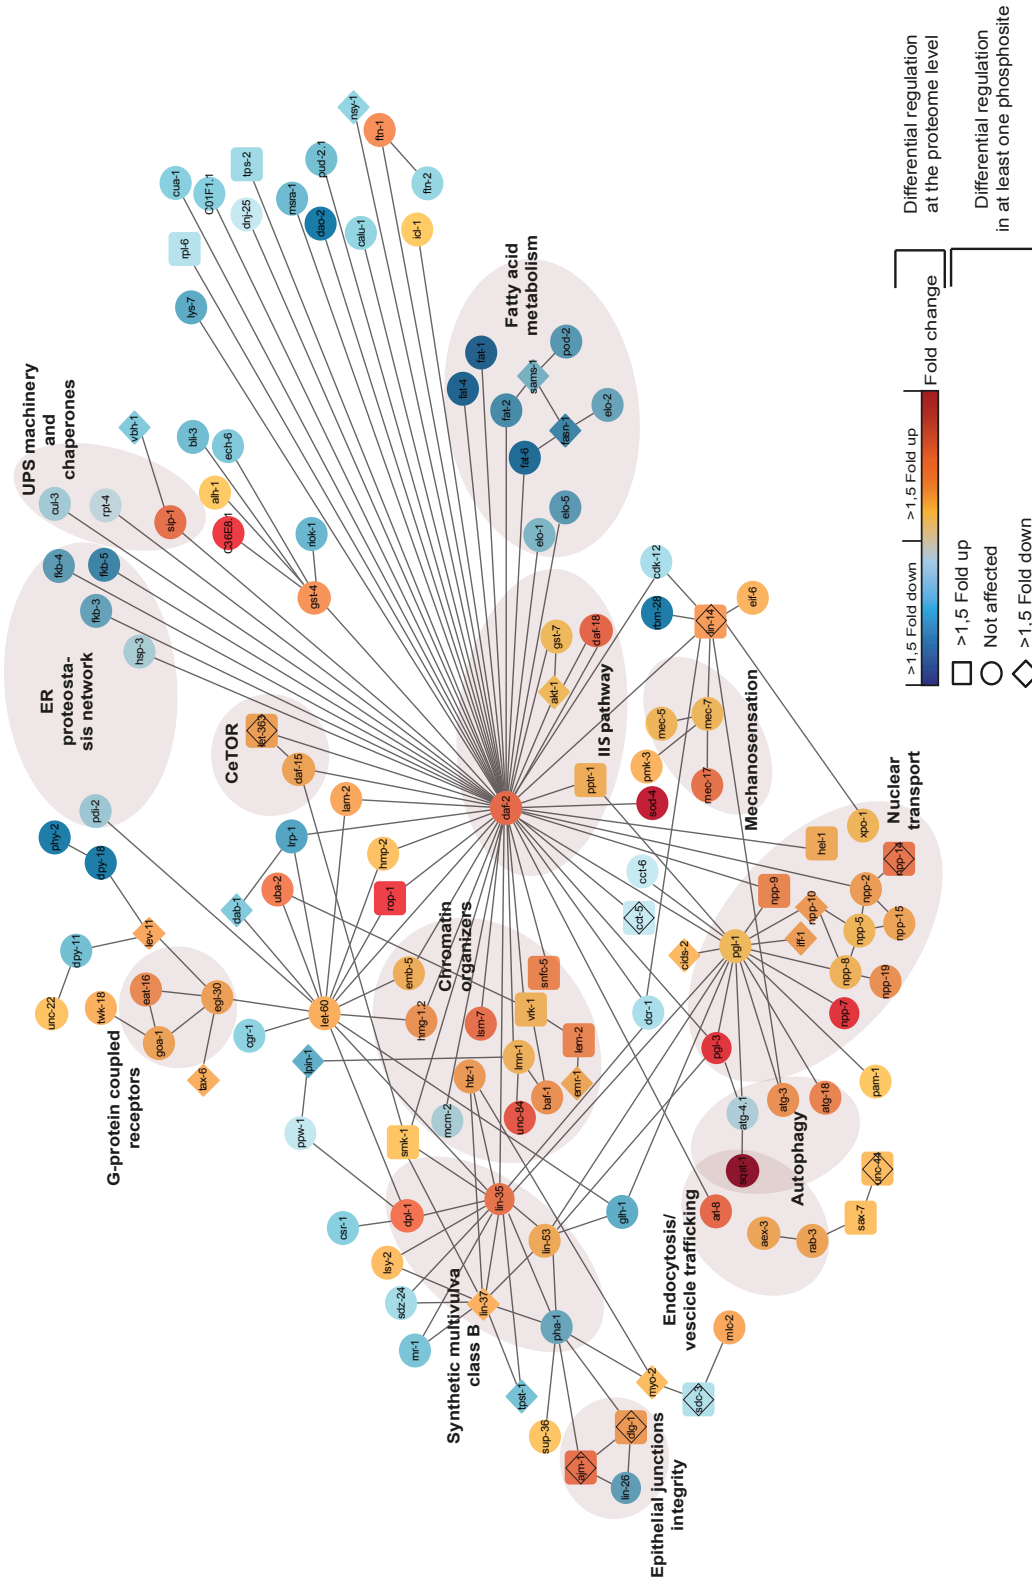 UPS machinery
and
chaperones
ER
proteosta-
sis network
cul-3
fkb-4
phy-2
unc-22
dpy-11
pdi-2
fkb-3
dpy-18
fkb-5
rpt-4
twk-18
G-protein coupled
receptors
goa-1
eat-16
lev-11
hsp-3
vbh-1
sip-1
cua-1
rpl-6
lys-7
bli-3
tax-6
egl-30
C01F1.1
alh-1
ech-6
C36E8.1
dab-1
CeTOR
let-363
tps-2
dnj-25
cgr-1
uba-2
lrp-1
daf-15
msra-1
ppw-1
lpin-1
riok-1
gst-4
dao-2
pud-2.1
let-60
csr-1
lam-2
nsy-1
calu-1
ftn-1
hmp-2
rop-1
lsy-2
sdz-24
smk-1
dpl-1
mr-1
emb-5
icl-1
ftn-2
hmg-1.2
mcm-2
Chromatin
organizers
fat-4
htz-1
lsm-7
fat-1
Synthetic multivulva
class B
lin-37
lin-35
daf-2
fat-2
Fatty acid
metabolism
tpst-1
unc-84
lmn-1
fat-6
sams-1
vrk-1
sup-36
lin-53
baf-1
snfc-5
elo-1
pha-1
elo-5
fasn-1
pod-2
akt-1
gst-7
emr-1
lem-2
ajm-1
pptr-1
daf-18
IIS pathway
elo-2
lin-26
dlg-1
glh-1
cct-5
cct-6
pmk-3
sod-4
Epithelial junctions
integrity
myo-2
dcr-1
mec-5
rbm-28
cdk-12
Endocytosis/
vescicle trafficking
cids-2
sdc-3
mec-17
mec-7
lin-14
arl-8
pgl-3
mic-2
pgl-1
sqst-1
atg-4.1
Mechanosensation
eif-6
aex-3
npp-9
atg-3
Autophagy
iff-1
npp-10
rab-3
atg-18
hel-1
npp-7
npp-8
npp-5
npp-2
sax-7
xpo-1
unc-44
pam-1
npp-19
npp-15
npp-14
Nuclear
transport
>1,5 Fold down
>1,5 Fold up
Fold change
Differential regulation
at the proteome level
>1,5 Fold up
Not affected
>1,5 Fold down
Differential regulation
in at least one phosphosite